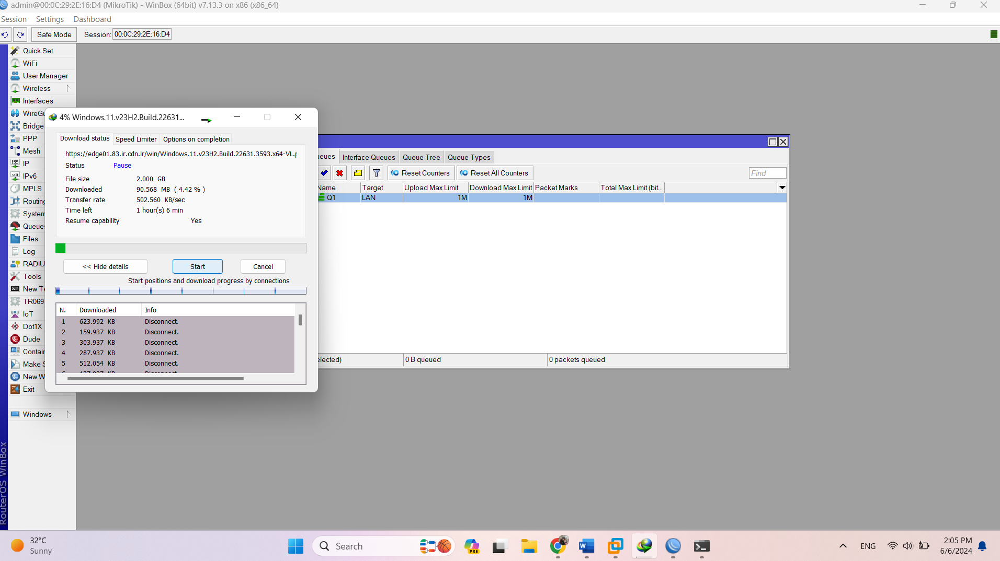 admin@00:0C:29:2E:16:D4 (MikroTik) - WinBox (64bit) v7.13.3 on x86 (x86_64)
Session Settings Dashboard
Safe Mode Session: 00:0C:29:2E:16:D4
Quick Set
WiFi
User Manager
Wireless
Interfaces
WireGu
Bridge
PPP
Mesh
IP
IPv6
MPLS
Routing
System
Queues
Files
Log
RADIU
Tools
New Te
TR069
IoT
Dot1X
Dude
Contain
Make S
New W
Exit
Windows
RouterOS WinBox
4% Windows.11.v23H2.Build.22631...
Download status Speed Limiter Options on completion
https://edge01.83.ir.cdn.ir/win/Windows.11.v23H2.Build.22631.3593.x64-VL.p
Status Pause
File size 2.000 GB
Downloaded 90.568 MB ( 4.42 % )
Transfer rate 502.560 KB/sec
Time left 1 hour(s) 6 min
Resume capability Yes
<< Hide details Start Cancel
Start positions and download progress by connections
N. Downloaded Info
1 623.992 KB Disconnect.
2 159.937 KB Disconnect.
3 303.937 KB Disconnect.
4 287.937 KB Disconnect.
5 512.054 KB Disconnect.
ueues Interface Queues Queue Tree Queue Types
Reset Counters Reset All Counters Find
Name Target Upload Max Limit Download Max Limit Packet Marks Total Max Limit (bit...
Q1 LAN 1M 1M
elected) 0 B queued 0 packets queued
32°C
Sunny
Search
PRE
ENG
2:05 PM
6/6/2024